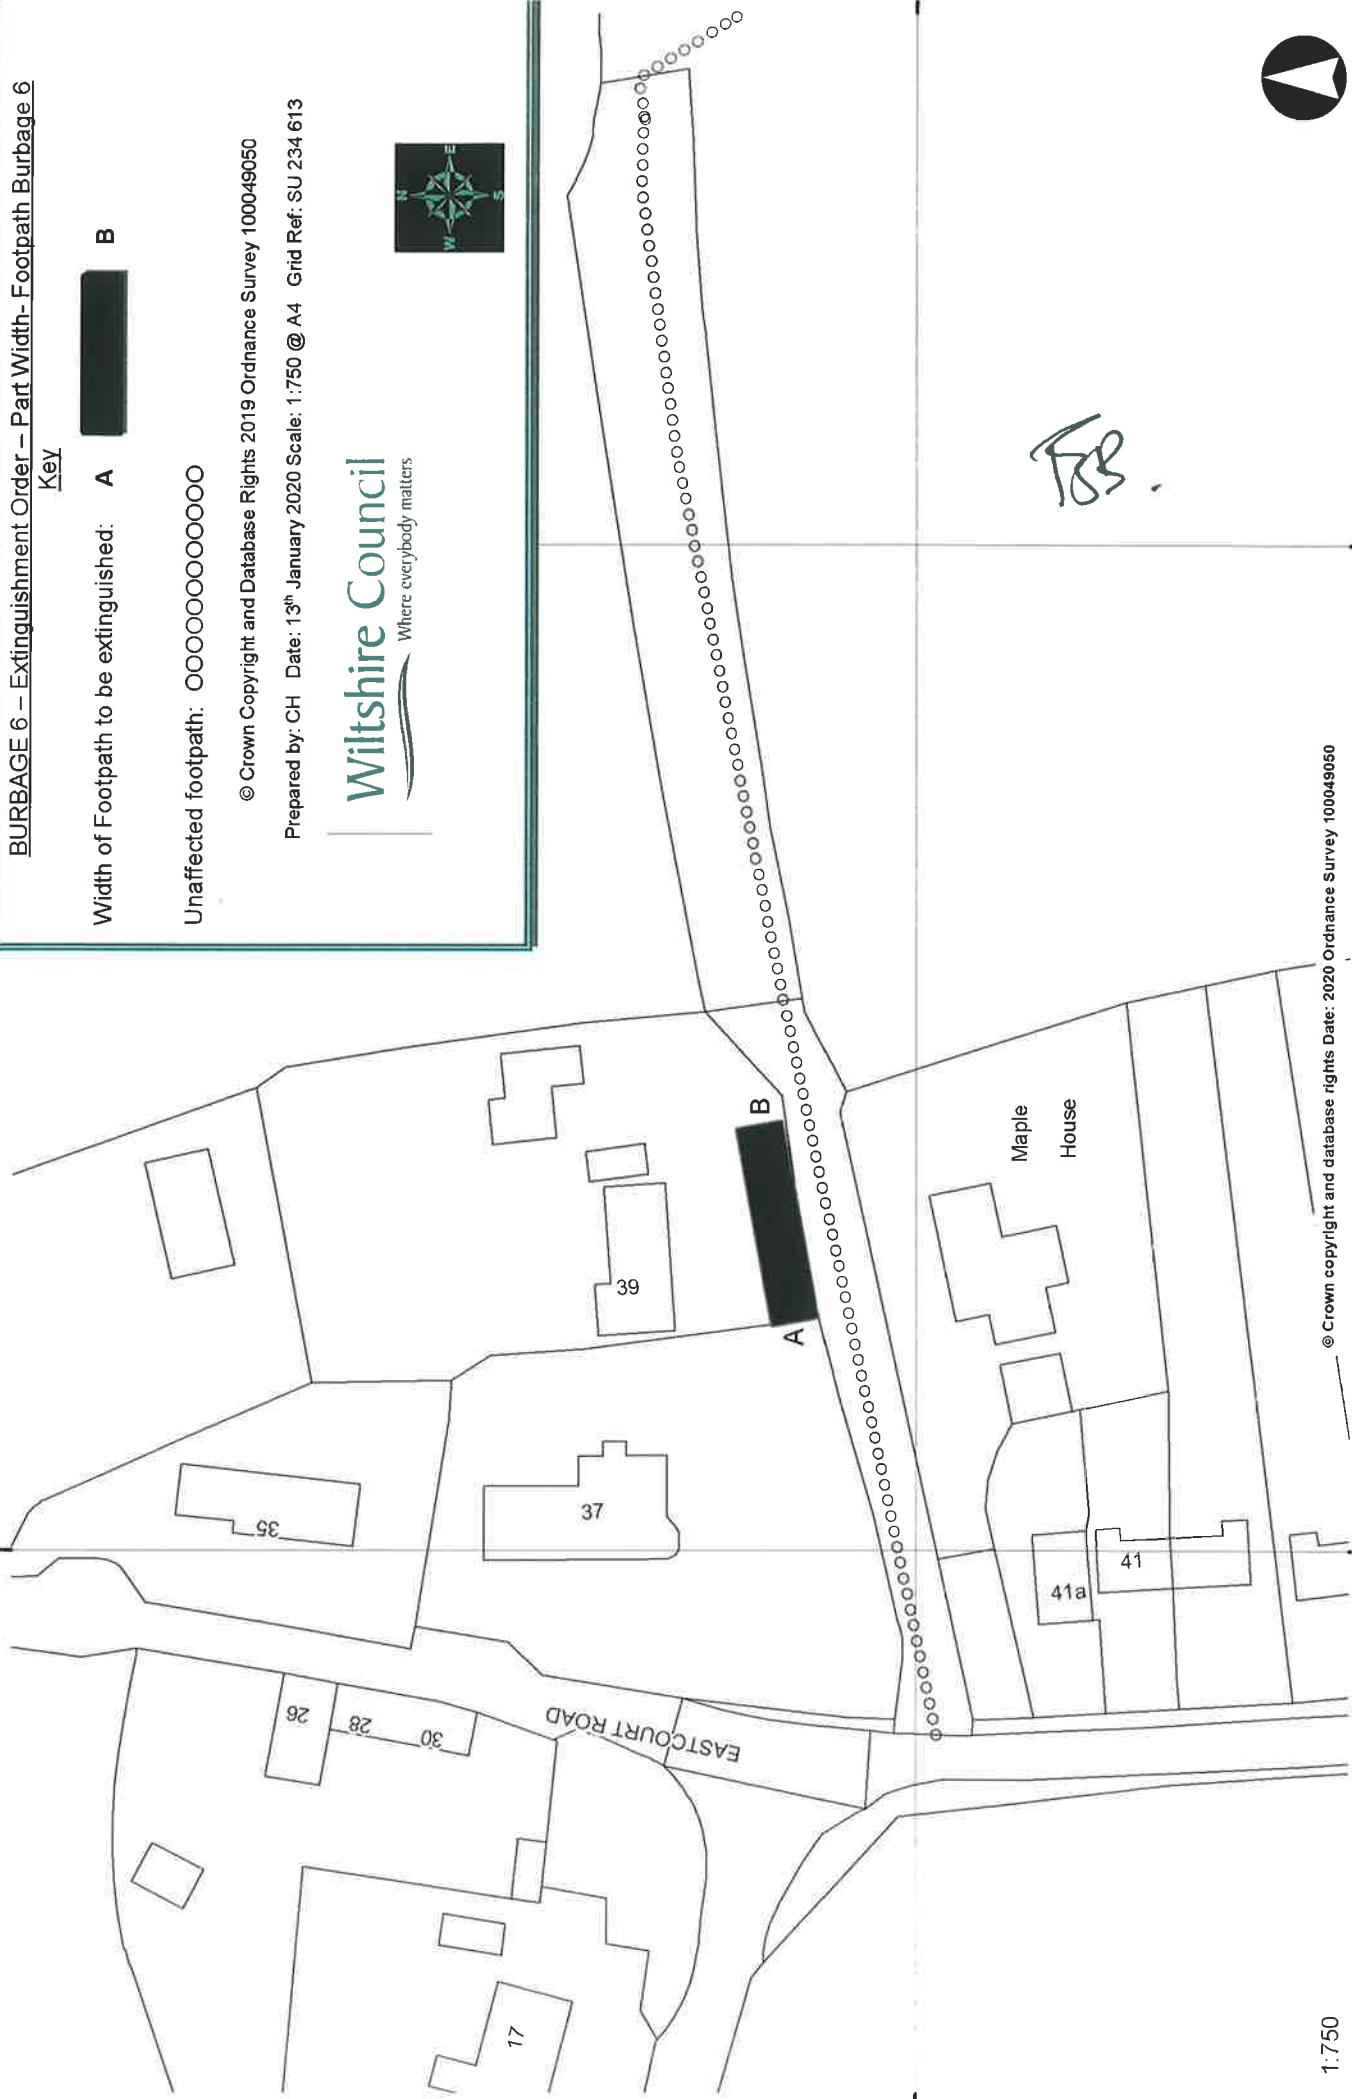 BURBAGE 6 – Extinguishment Order – Part Width- Footpath Burbage 6
Key
Width of Footpath to be extinguished: A B
Unaffected footpath: OOOOOOOOOOOO
© Crown Copyright and Database Rights 2019 Ordnance Survey 100049050
Prepared by: CH Date: 13th January 2020 Scale: 1:750 @ A4 Grid Ref: SU 234 613
Wiltshire Council
Where everybody matters
N
W E
S
35
26
28
30
37
39
17
EASTCOURT ROAD
A
B
Maple
House
41a
41
1:750
© Crown copyright and database rights Date: 2020 Ordnance Survey 100049050